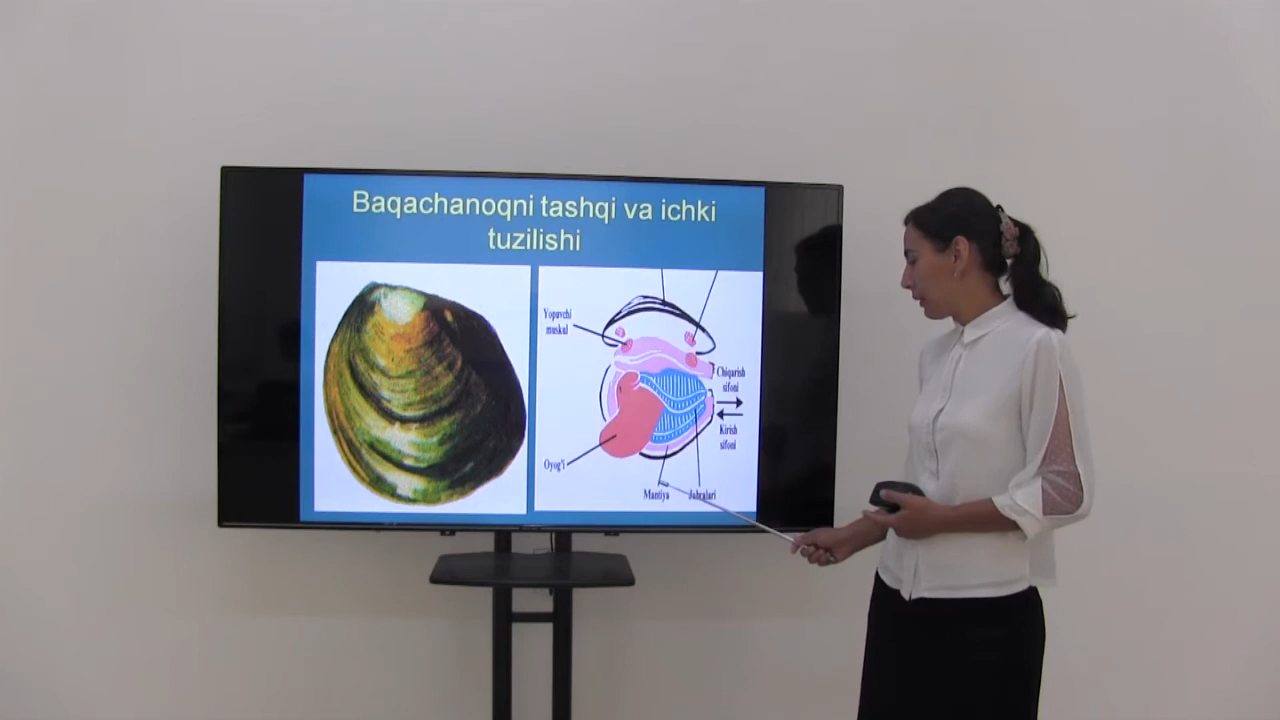 Baqachanoqni tashqi va ichki
tuzilishi
Yopuvchi
muskul
Chiqarish
sifoni
Kirish
sifoni
Oyog'i
Mantiya
Jabralari